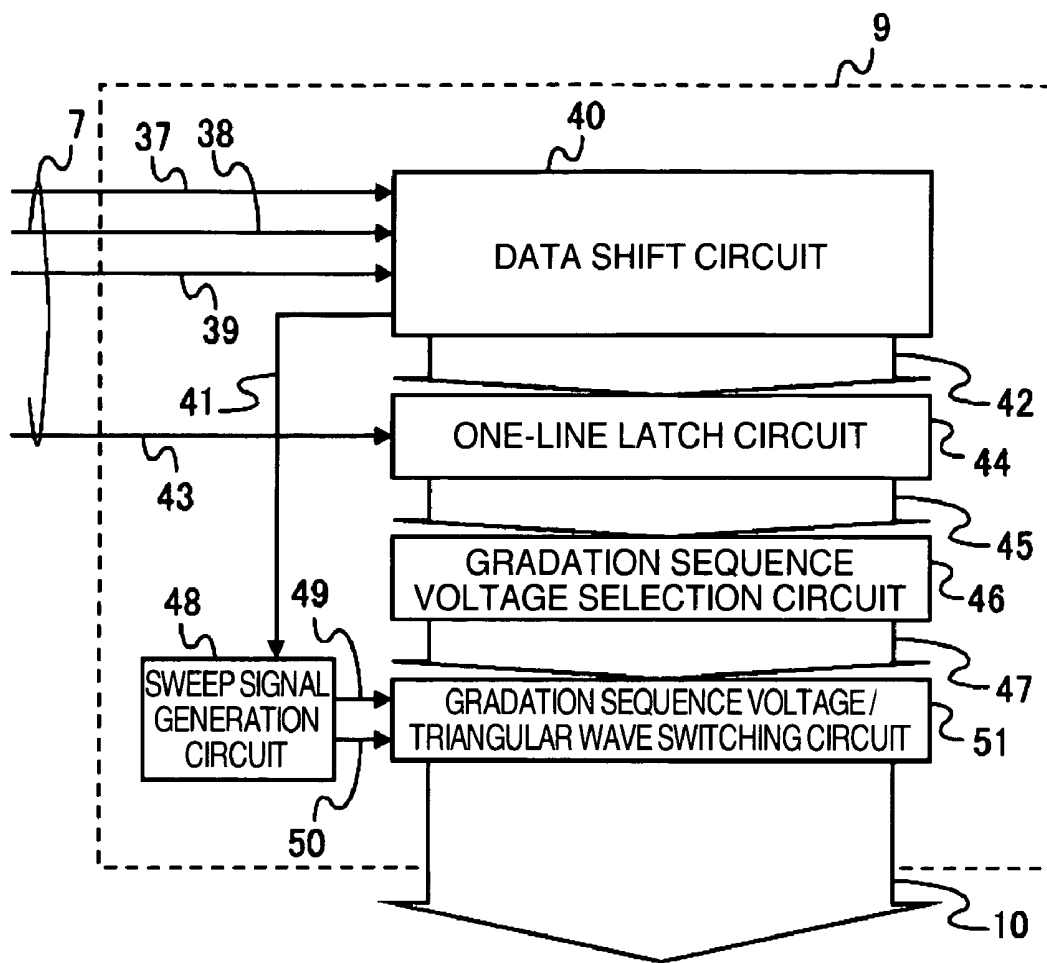 9
7
37
38
40
DATA SHIFT CIRCUIT
39
41
42
ONE-LINE LATCH CIRCUIT
43
44
45
GRADATION SEQUENCE
VOLTAGE SELECTION CIRCUIT
46
47
48
49
SWEEP SIGNAL
GENERATION
CIRCUIT
GRADATION SEQUENCE VOLTAGE /
TRIANGULAR WAVE SWITCHING CIRCUIT
51
50
10